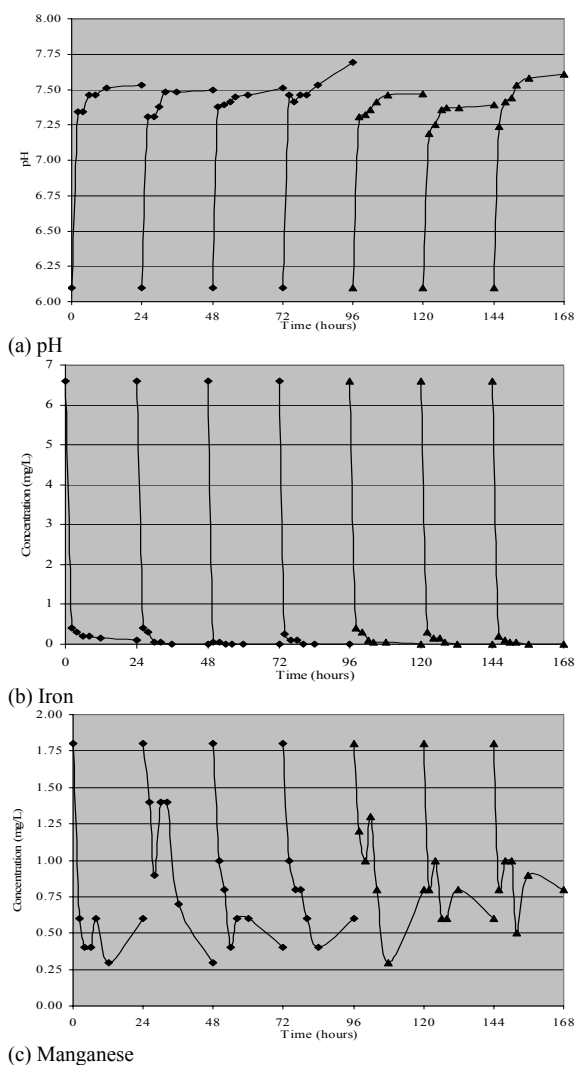 8.00
7.75
7.50
7.25
7.00
6.75
6.50
6.25
6.00
pH
0 24 48 72 96 120 144 168
Time (hours)
(a) pH
7
6
5
4
3
2
1
0
Concentration (mg/L)
0 24 48 72 96 120 144 168
Time (hours)
(b) Iron
2.00
1.75
1.50
1.25
1.00
0.75
0.50
0.25
0.00
Concentration (mg/L)
0 24 48 72 96 120 144 168
Time (hours)
(c) Manganese